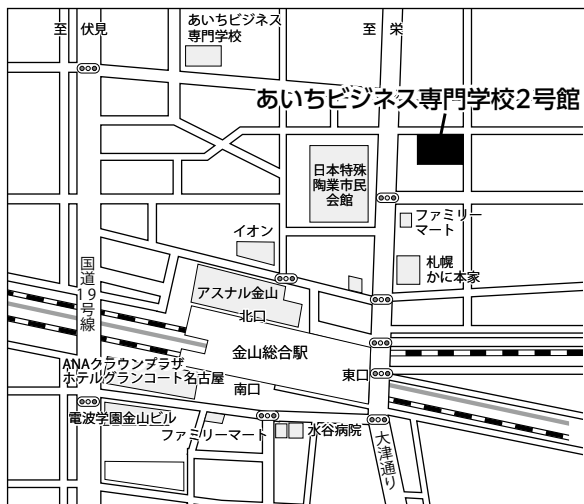 至 伏見
あいちビジネス
専門学校
至 栄
あいちビジネス専門学校2号館
日本特殊
陶業市民
会館
ファミリー
マート
イオン
札幌
かに本家
国道19号線
アスナル金山
北口
金山総合駅
ANAクラウンプラザ
ホテルグランコート名古屋
東口
南口
電波学園金山ビル
ファミリーマート
水谷病院
大津通り